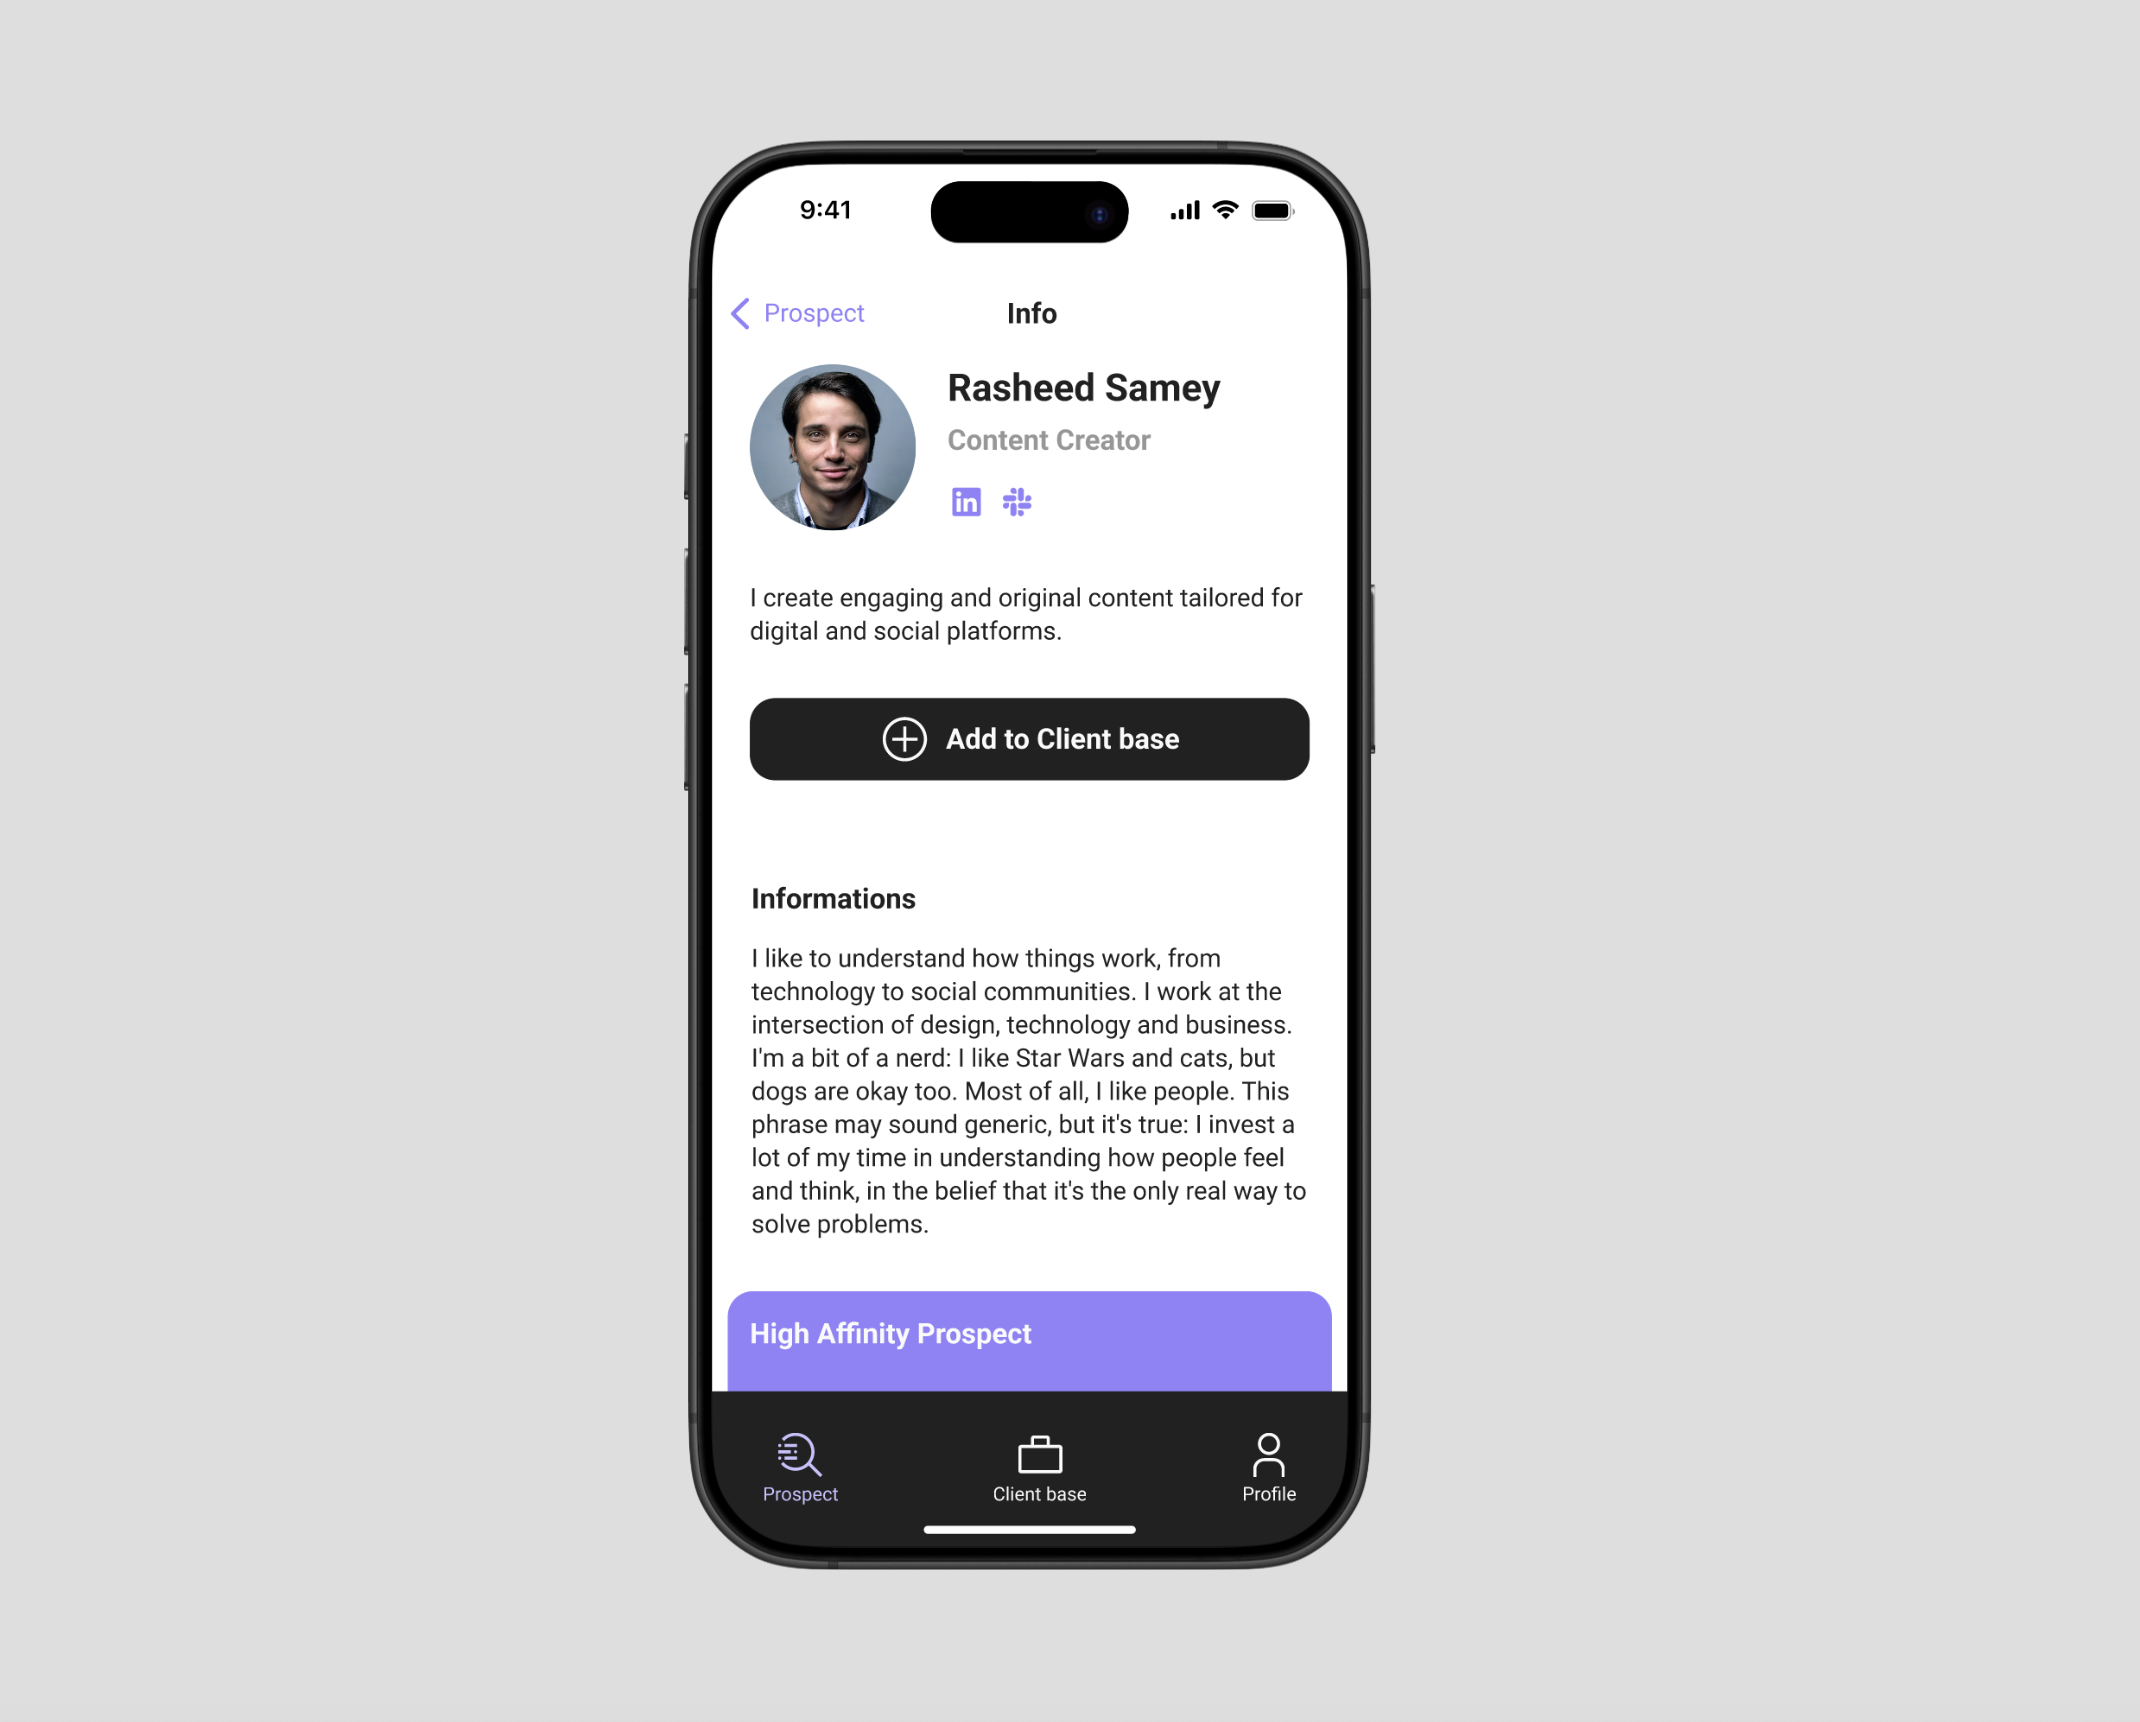 9:41
Prospect
Info
Rasheed Samey
Content Creator
in
I create engaging and original content tailored for
digital and social platforms.
Add to Client base
Informations
I like to understand how things work, from
technology to social communities. I work at the
intersection of design, technology and business.
I'm a bit of a nerd: I like Star Wars and cats, but
dogs are okay too. Most of all, I like people. This
phrase may sound generic, but it's true: I invest a
lot of my time in understanding how people feel
and think, in the belief that it's the only real way to
solve problems.
High Affinity Prospect
Prospect
Client base
Profile